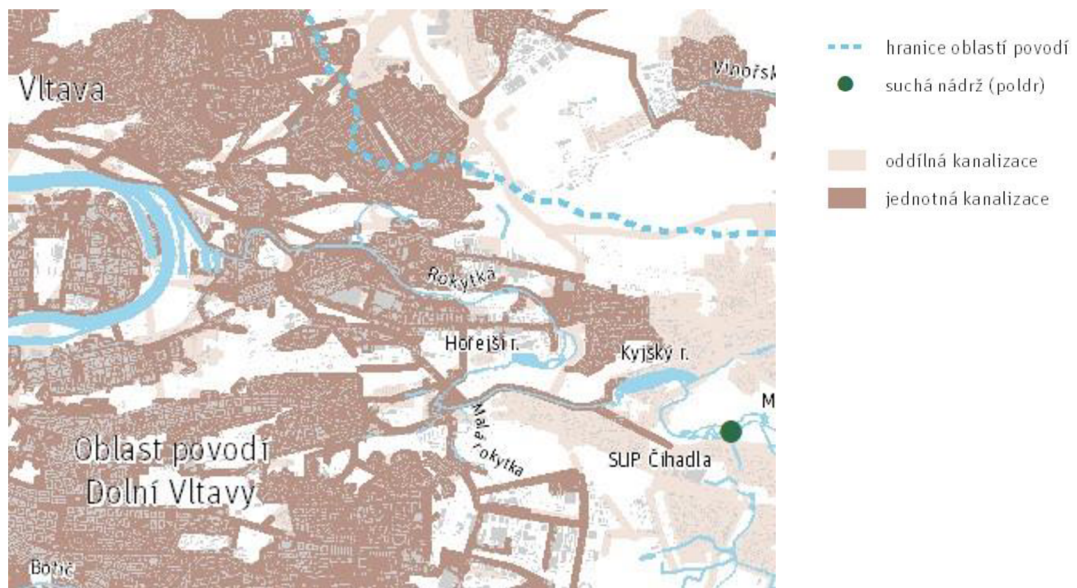 Vltava
Vinořsk
Rokytka
Hořejší r.
Kyjský r.
M
Malá
rokytka
SUP Čihadla
Oblast povodí
Dolní Vltavy
Botič
hranice oblastí povodí
suchá nádrž (poldr)
oddílná kanalizace
jednotná kanalizace